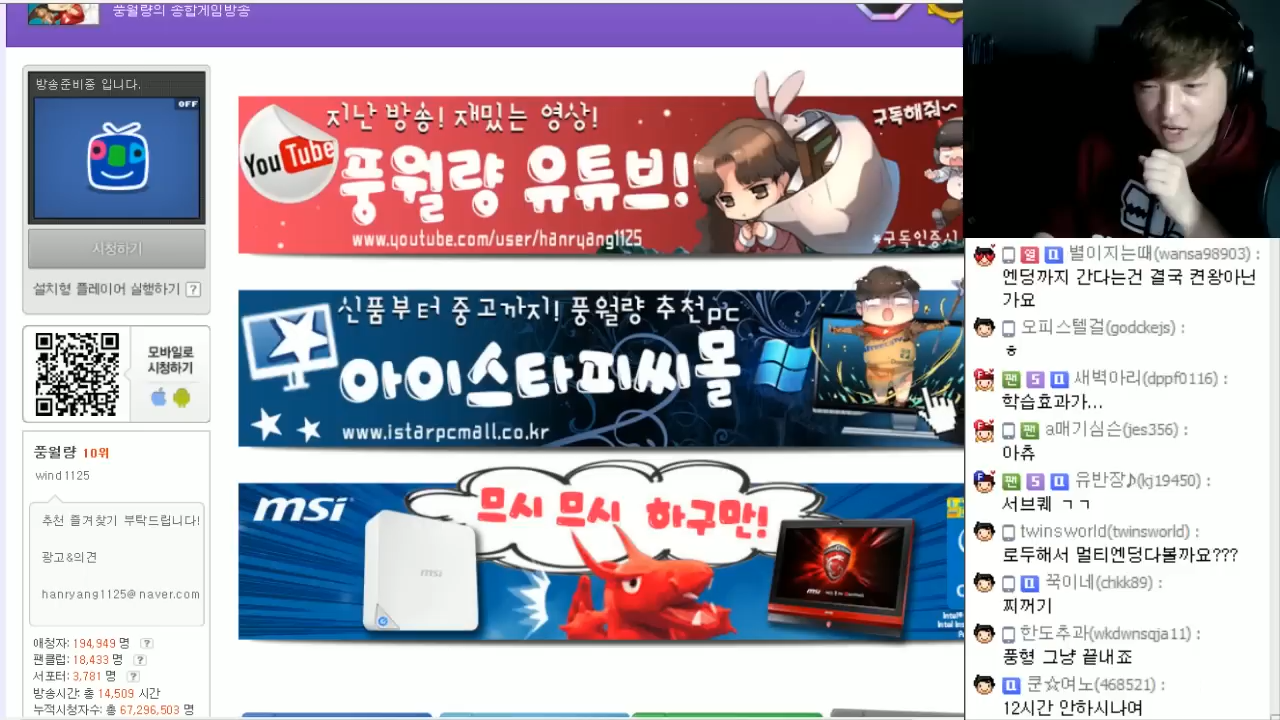 풍월량의 종합게임방송
방송준비중 입니다.
OFF
시청하기
설치형 플레이어 실행하기 ?
모바일로
시청하기
풍월량 10위
wind1125
추천 즐겨찾기 부탁드립니다!
광고&의견
hanryang1125@naver.com
애청자: 194,949 명 ?
팬클럽: 18,433 명 ?
서포터: 3,781 명 ?
방송시간: 총 14,509 시간
누적시청자수: 총 67,296,503 명
지난 방송! 재밌는 영상!
구독해줘~
YouTube
풍월량 유튜브!
www.youtube.com/user/hanryang1125
*구독인증시
신품부터 중고까지! 풍월량 추천pc
아이스타피씨몰
www.istarpcmall.co.kr
msi
므시 므시 하구만!
msi
msi
별이지는때(wansa98903) :
엔딩까지 간다는건 결국 켠왕아닌
가요
오피스텔걸(godckejs) :
ㅎ
팬 S 새벽아리(dppf0116) :
학습효과가...
팬 a매기심슨(jes356) :
아츄
팬 S 유반장♪(kj19450) :
서브퀘 ㄱㄱ
twinsworld(twinsworld) :
로두해서 멀티엔딩다볼까요???
꾹이네(chkk89) :
찌꺼기
한도추과(wkdwnsqja11) :
풍형 그냥 끝내죠
쿤☆여노(468521) :
12시간 안하시나여